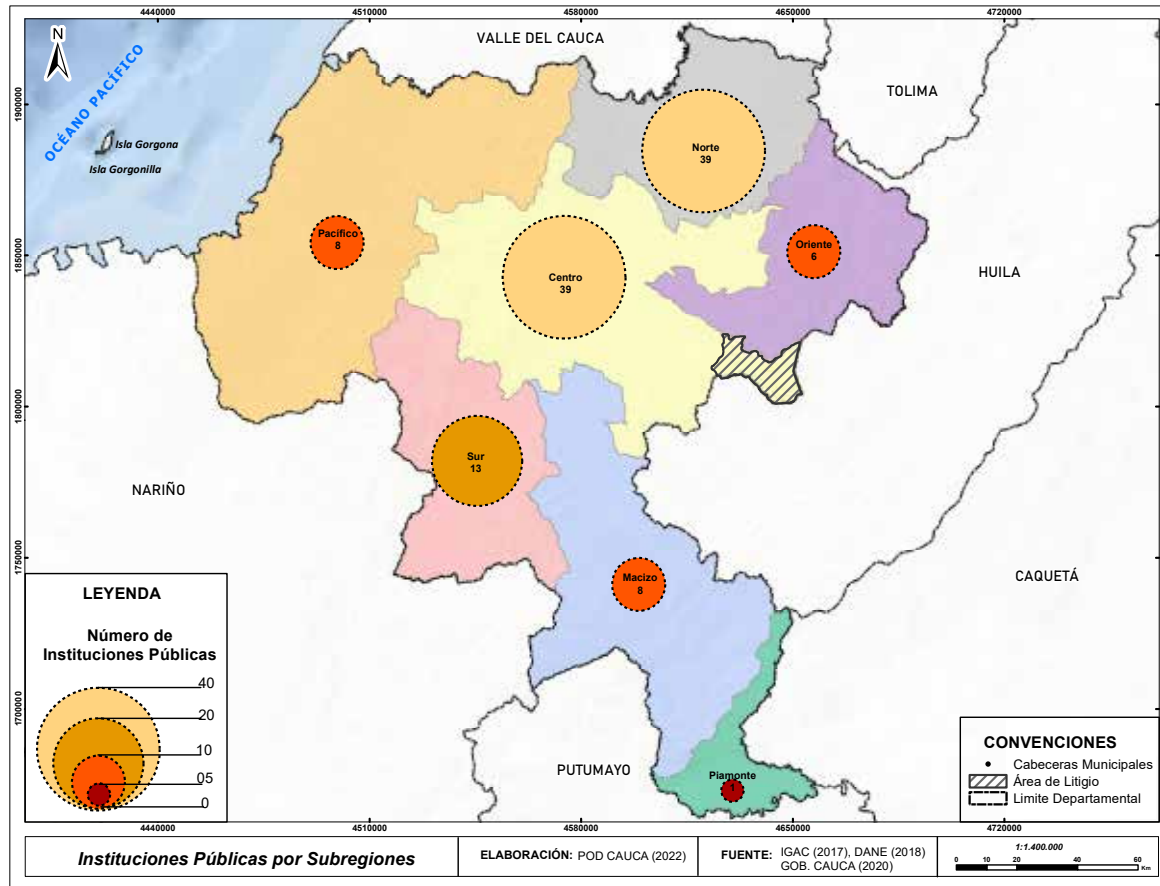 4440000
4510000
4580000
4650000
4720000
N
VALLE DEL CAUCA
TOLIMA
OCÉANO PACÍFICO
1900000
Isla Gorgona
Isla Gorgonilla
Norte
39
Pacífico
8
Oriente
6
1850000
HUILA
Centro
39
1800000
Sur
13
NARIÑO
1750000
Macizo
8
CAQUETÁ
LEYENDA
Número de
Instituciones Públicas
40
20
10
05
0
1700000
PUTUMAYO
Piamonte
1
CONVENCIONES
Cabeceras Municipales
Área de Litigio
Limite Departamental
4440000
4510000
4580000
4650000
4720000
Instituciones Públicas por Subregiones
ELABORACIÓN: POD CAUCA (2022)
FUENTE: IGAC (2017), DANE (2018)
GOB. CAUCA (2020)
1:1.400.000
0 10 20 40 60
Km